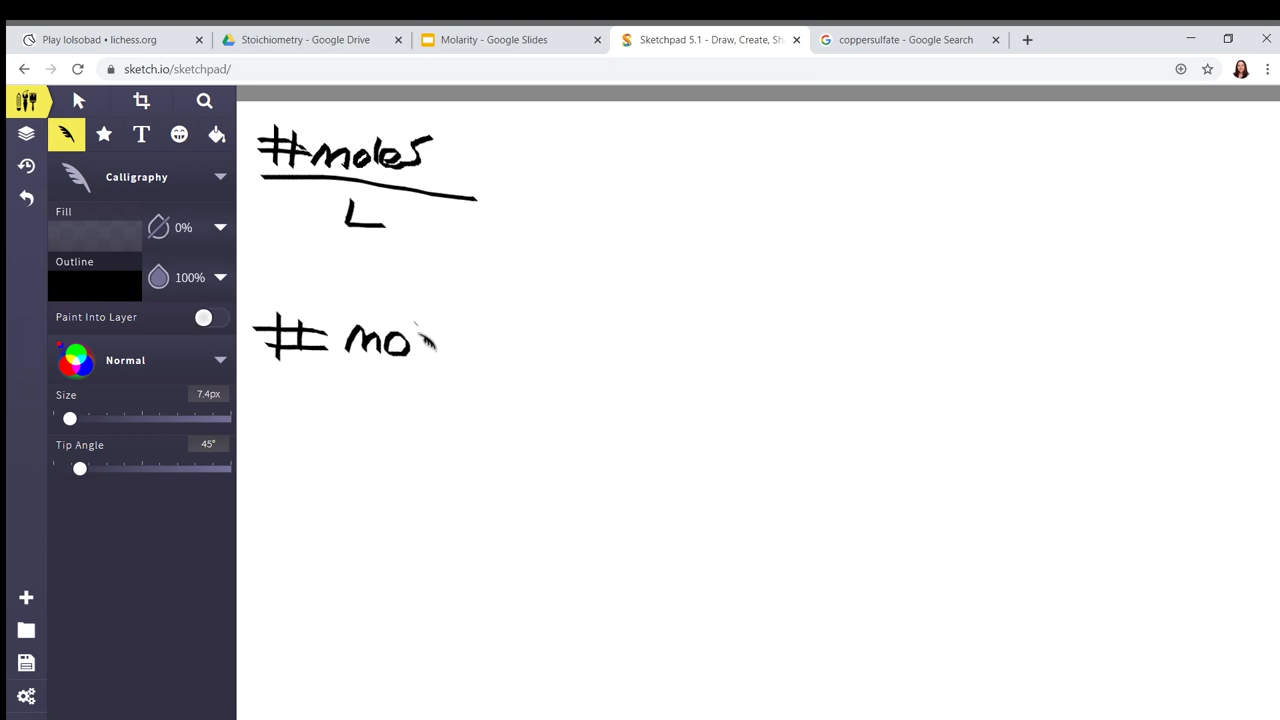 Play lolsobad • lichess.org
Stoichiometry - Google Drive
Molarity - Google Slides
Sketchpad 5.1 - Draw, Create, Sh
coppersulfate - Google Search
sketch.io/sketchpad/
#moles
L
# mo
Calligraphy
Fill
0%
Outline
100%
Paint Into Layer
Normal
Size
7.4px
Tip Angle
45°